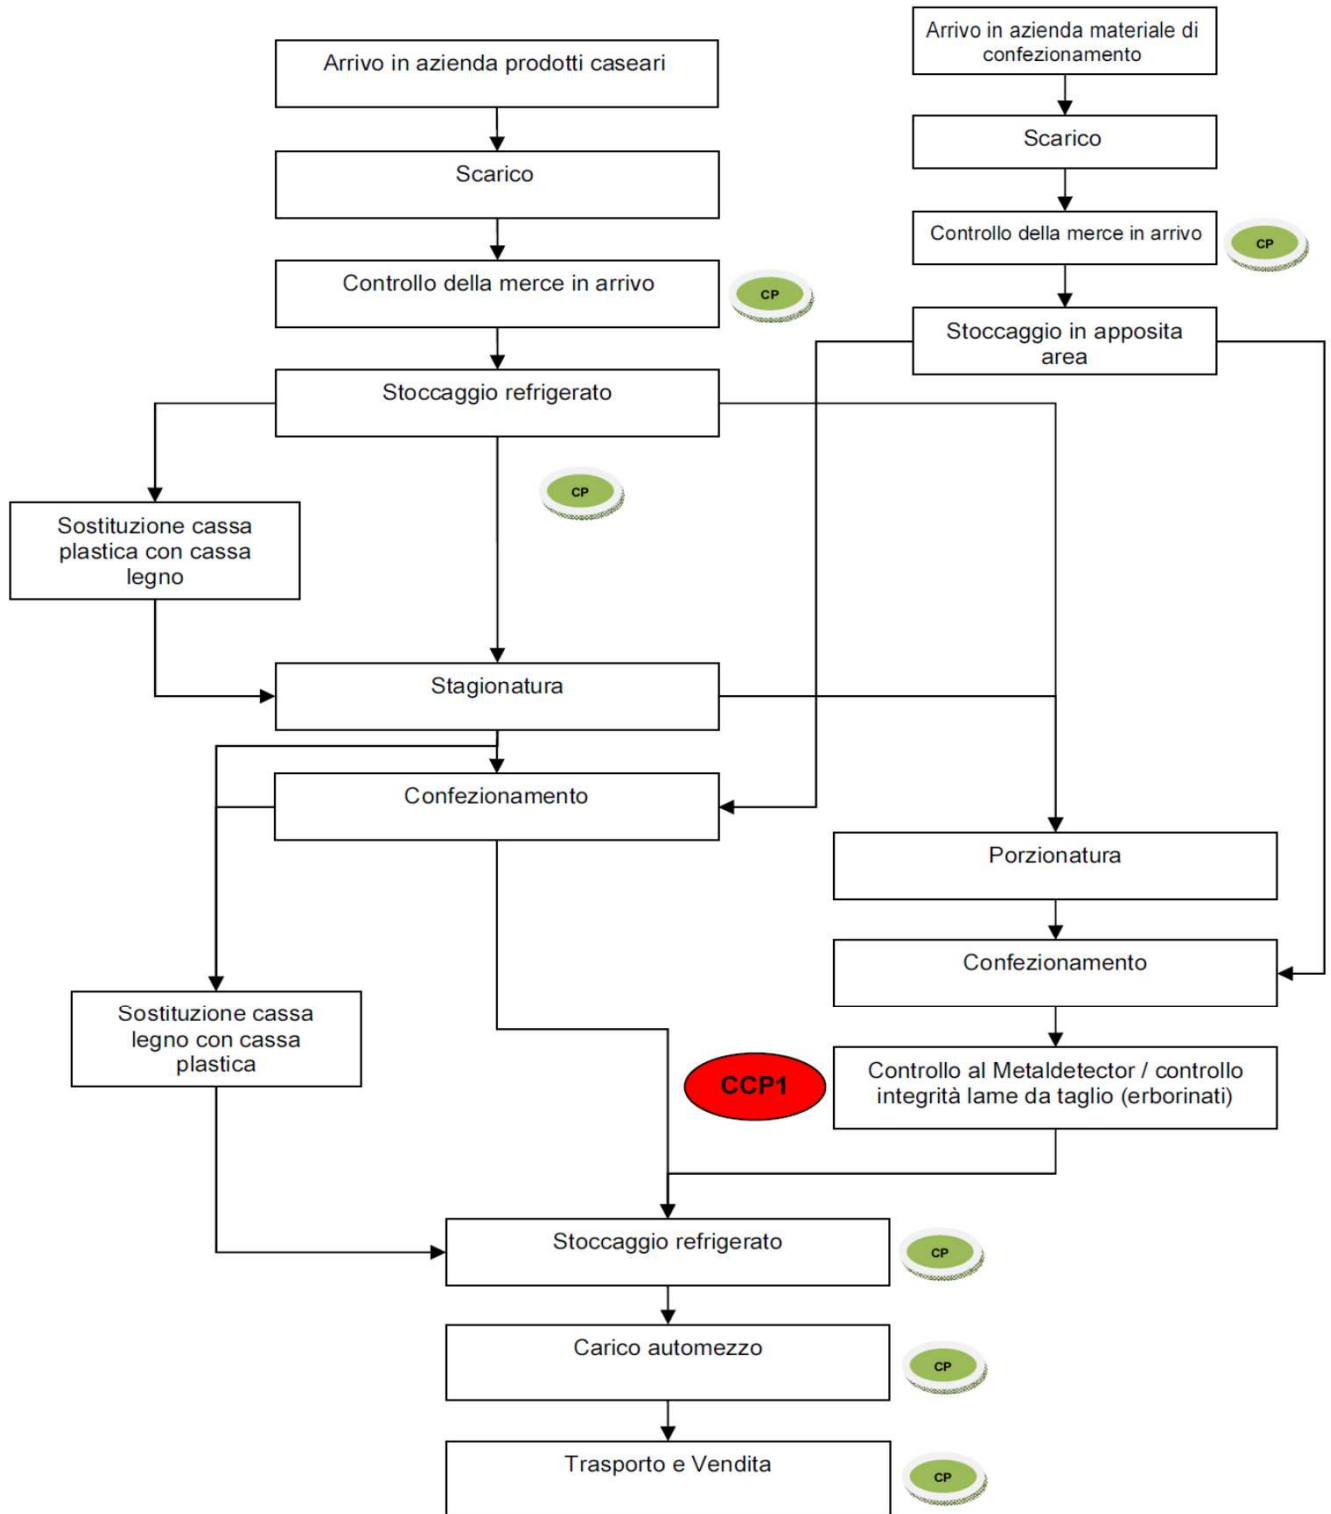 Arrivo in azienda prodotti caseari
Arrivo in azienda materiale di
confezionamento
Scarico
Scarico
Controllo della merce in arrivo
CP
Controllo della merce in arrivo
CP
Stoccaggio in apposita
area
Stoccaggio refrigerato
CP
Sostituzione cassa
plastica con cassa
legno
Stagionatura
Confezionamento
Porzionatura
Confezionamento
Sostituzione cassa
legno con cassa
plastica
CCP1
Controllo al Metaldetector / controllo
integrità lame da taglio (erborinati)
Stoccaggio refrigerato
CP
Carico automezzo
CP
Trasporto e Vendita
CP